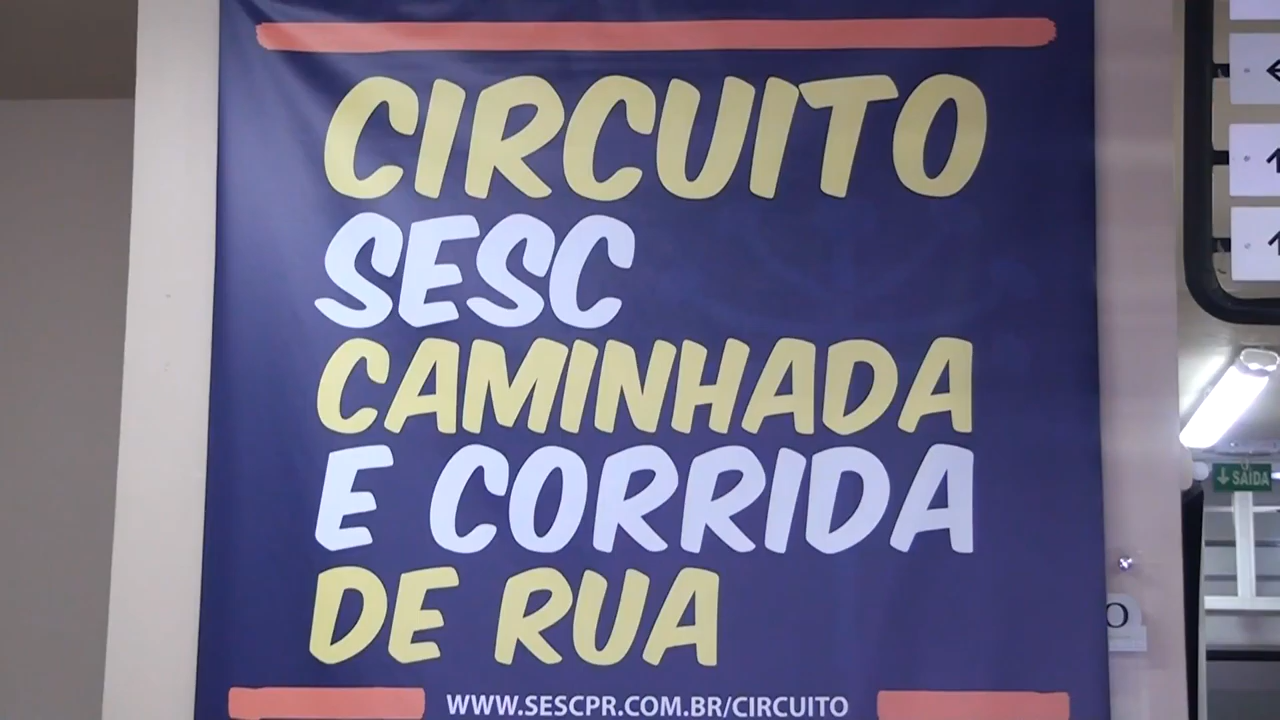 CIRCUITO
SESC
CAMINHADA
E CORRIDA
DE RUA
WWW.SESCPR.COM.BR/CIRCUITO
SAÍDA
O